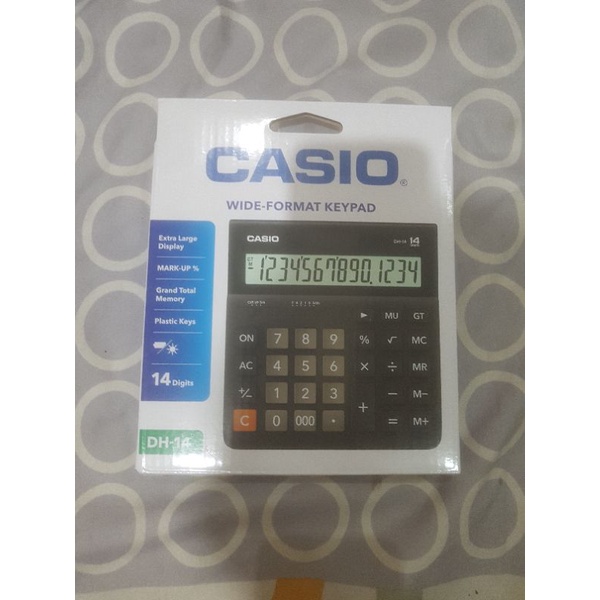 CASIO®
WIDE-FORMAT KEYPAD
Extra Large
Display
MARK-UP %
Grand Total
Memory
Plastic Keys
14 Digits
DH-14
CASIO
DH-14 14
1234567890.1234
▶ MU GT
ON 7 8 9 % √ MC
AC 4 5 6 × ÷ MR
+/− 1 2 3 + − M−
C 0 000 · = M+